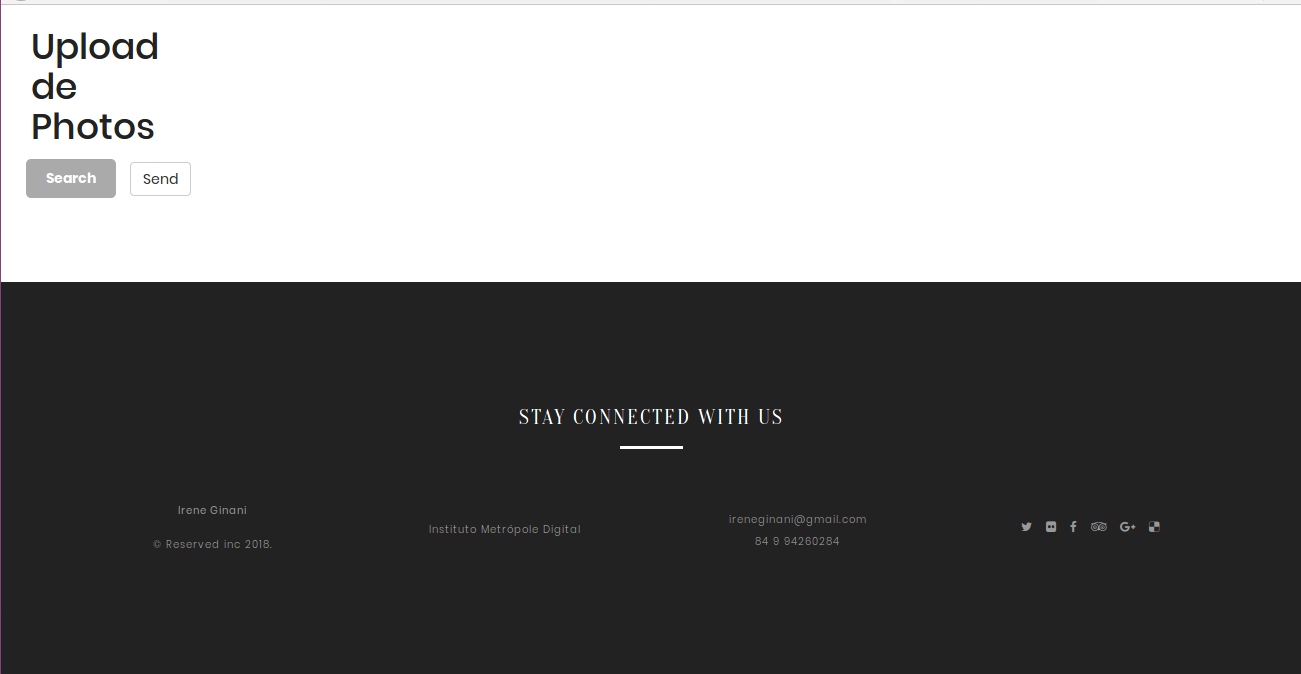 Upload
de
Photos
Search Send
STAY CONNECTED WITH US
Irene Ginani
© Reserved inc 2018.
Instituto Metrópole Digital
ireneginani@gmail.com
84 9 94260284